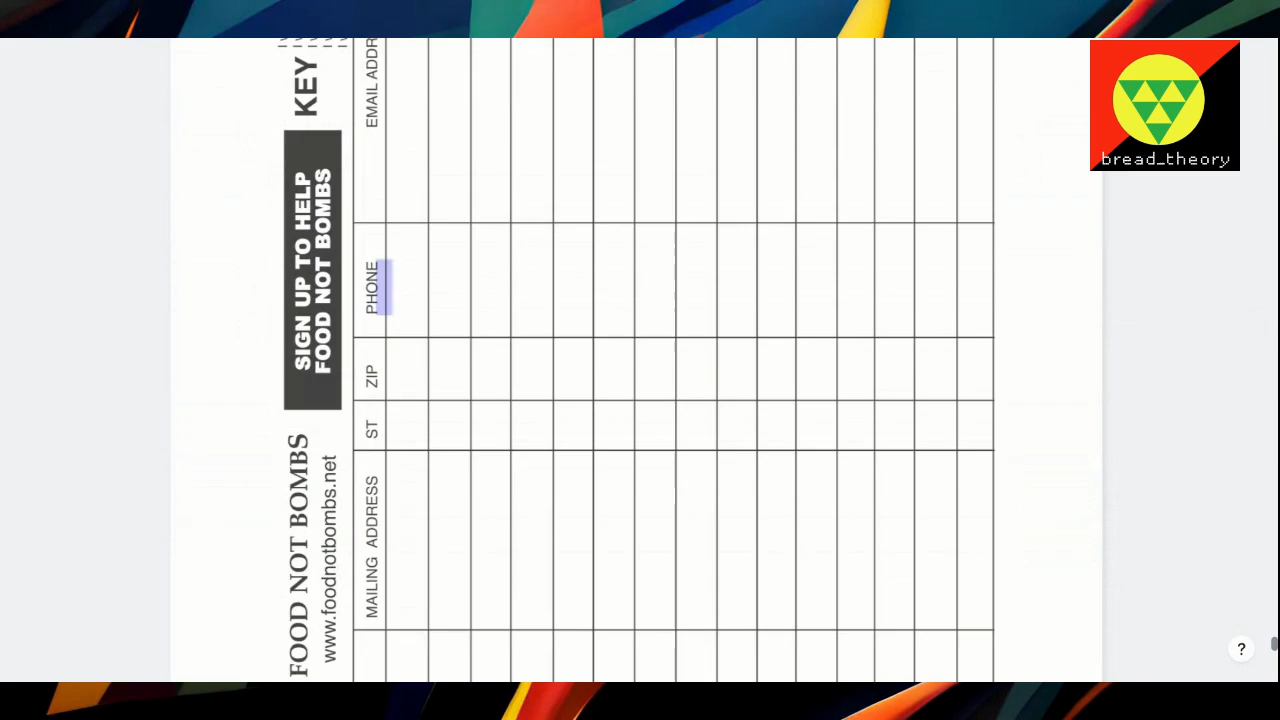 FOOD NOT BOMBS
www.foodnotbombs.net
SIGN UP TO HELP
FOOD NOT BOMBS
KEY
MAILING ADDRESS
ST
ZIP
PHONE
EMAIL ADDR
bread_theory
?